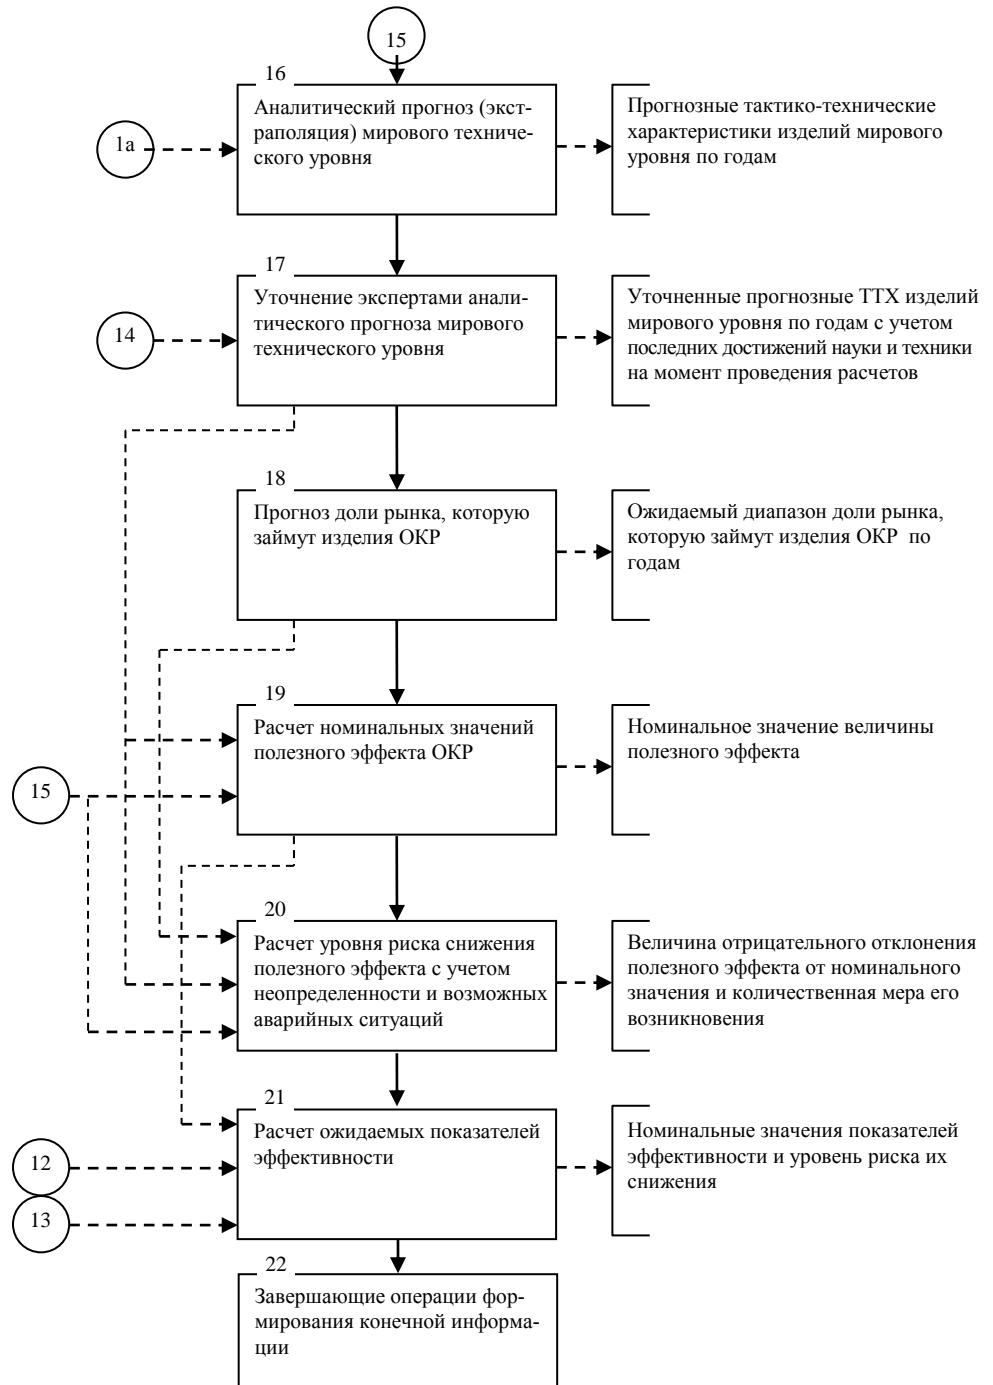 15
16
Аналитический прогноз (экст-
раполяция) мирового техниче-
ского уровня
1а
Прогнозные тактико-технические
характеристики изделий мирового
уровня по годам
17
Уточнение экспертами анали-
тического прогноза мирового
технического уровня
14
Уточненные прогнозные ТТХ изделий
мирового уровня по годам с учетом
последних достижений науки и техники
на момент проведения расчетов
18
Прогноз доли рынка, которую
займут изделия ОКР
Ожидаемый диапазон доли рынка,
которую займут изделия ОКР по
годам
19
Расчет номинальных значений
полезного эффекта ОКР
15
Номинальное значение величины
полезного эффекта
20
Расчет уровня риска снижения
полезного эффекта с учетом
неопределенности и возможных
аварийных ситуаций
Величина отрицательного отклонения
полезного эффекта от номинального
значения и количественная мера его
возникновения
21
Расчет ожидаемых показателей
эффективности
12
13
Номинальные значения показателей
эффективности и уровень риска их
снижения
22
Завершающие операции фор-
мирования конечной информа-
ции